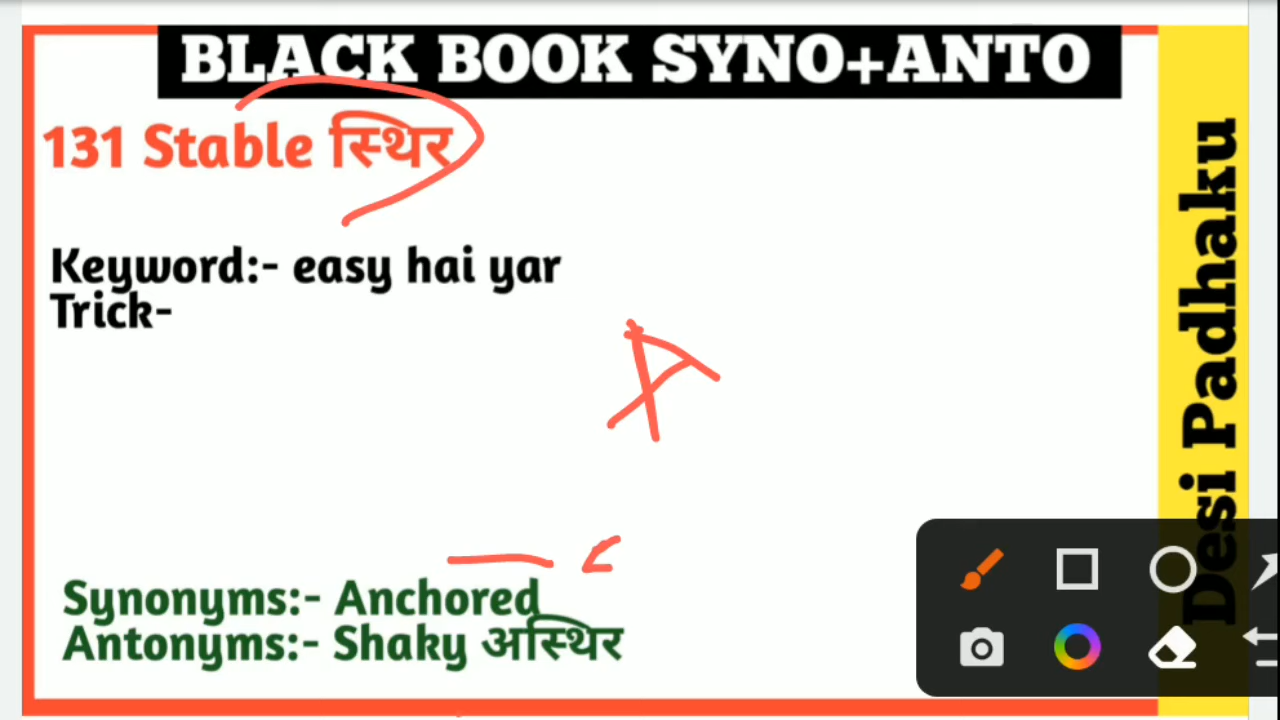 BLACK BOOK SYNO+ANTO
131 Stable स्थिर
Keyword:- easy hai yar
Trick-
A
Synonyms:- Anchored
Antonyms:- Shaky अस्थिर
Desi Padhaku